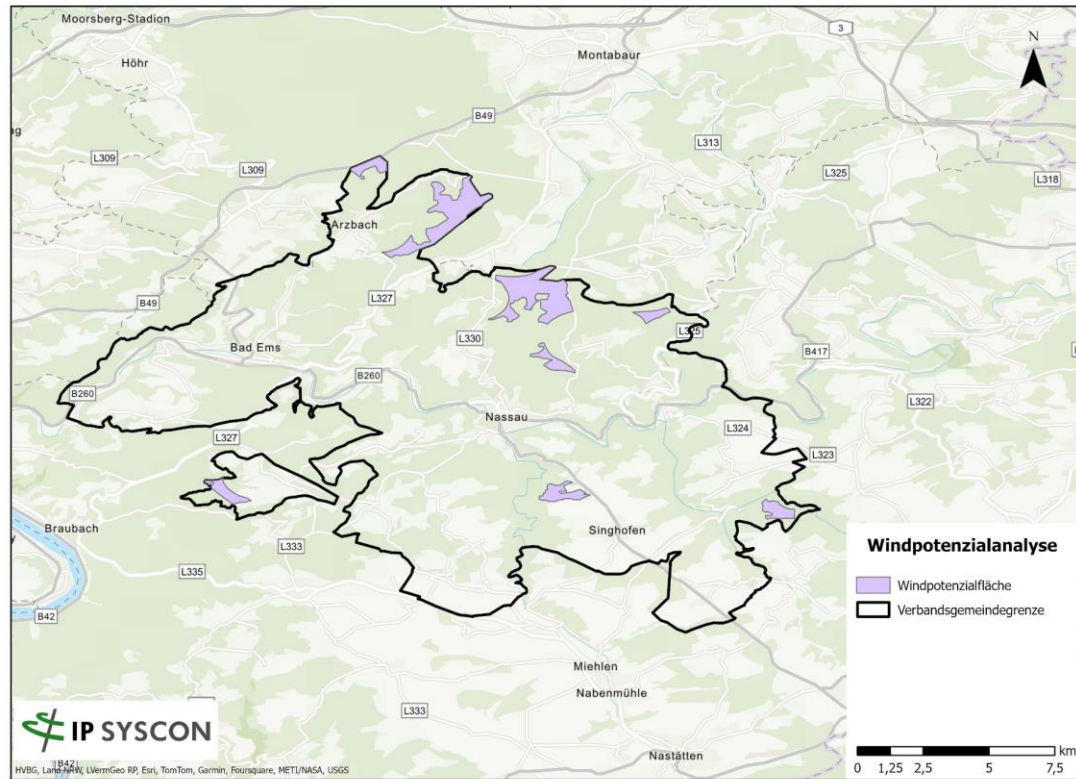 Moorsberg-Stadion
Höhr
Montabaur
3
N
B49
L309
L309
L313
L325
L318
Arzbach
B49
L327
L330
L325
Bad Ems
B417
B260
B260
Nassau
L322
L327
L324
L323
Braubach
Singhofen
L333
L335
B42
Miehlen
Nabenmühle
L333
Nastätten
B42
Windpotenzialanalyse
Windpotenzialfläche
Verbandsgemeindegrenze
km
0 1,25 2,5 5 7,5
IP SYSCON
HVBG, Land NRW, LVermGeo RP, Esri, TomTom, Garmin, Foursquare, METI/NASA, USGS